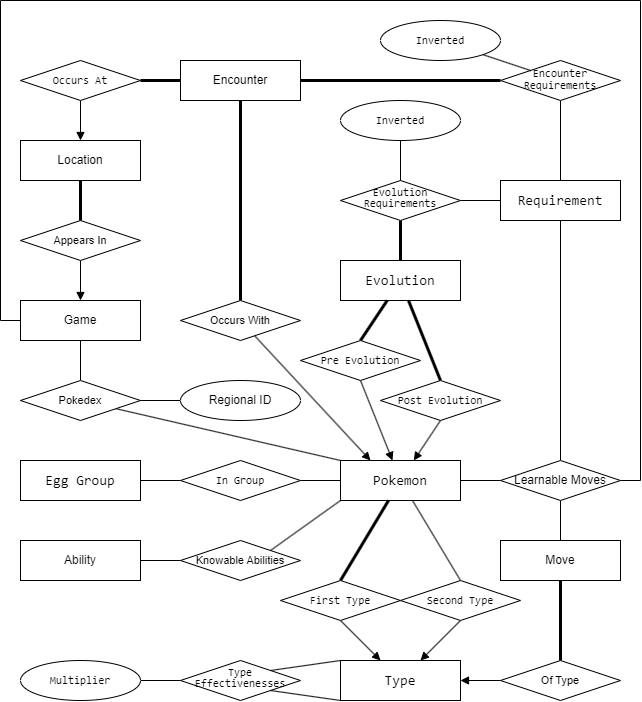 Inverted
Occurs At
Encounter
Encounter
Requirements
Inverted
Location
Evolution
Requirements
Requirement
Appears In
Evolution
Game
Occurs With
Pre Evolution
Pokedex
Regional ID
Post Evolution
Egg Group
In Group
Pokemon
Learnable Moves
Ability
Knowable Abilities
Move
First Type
Second Type
Multiplier
Type
Effectivenesses
Type
Of Type